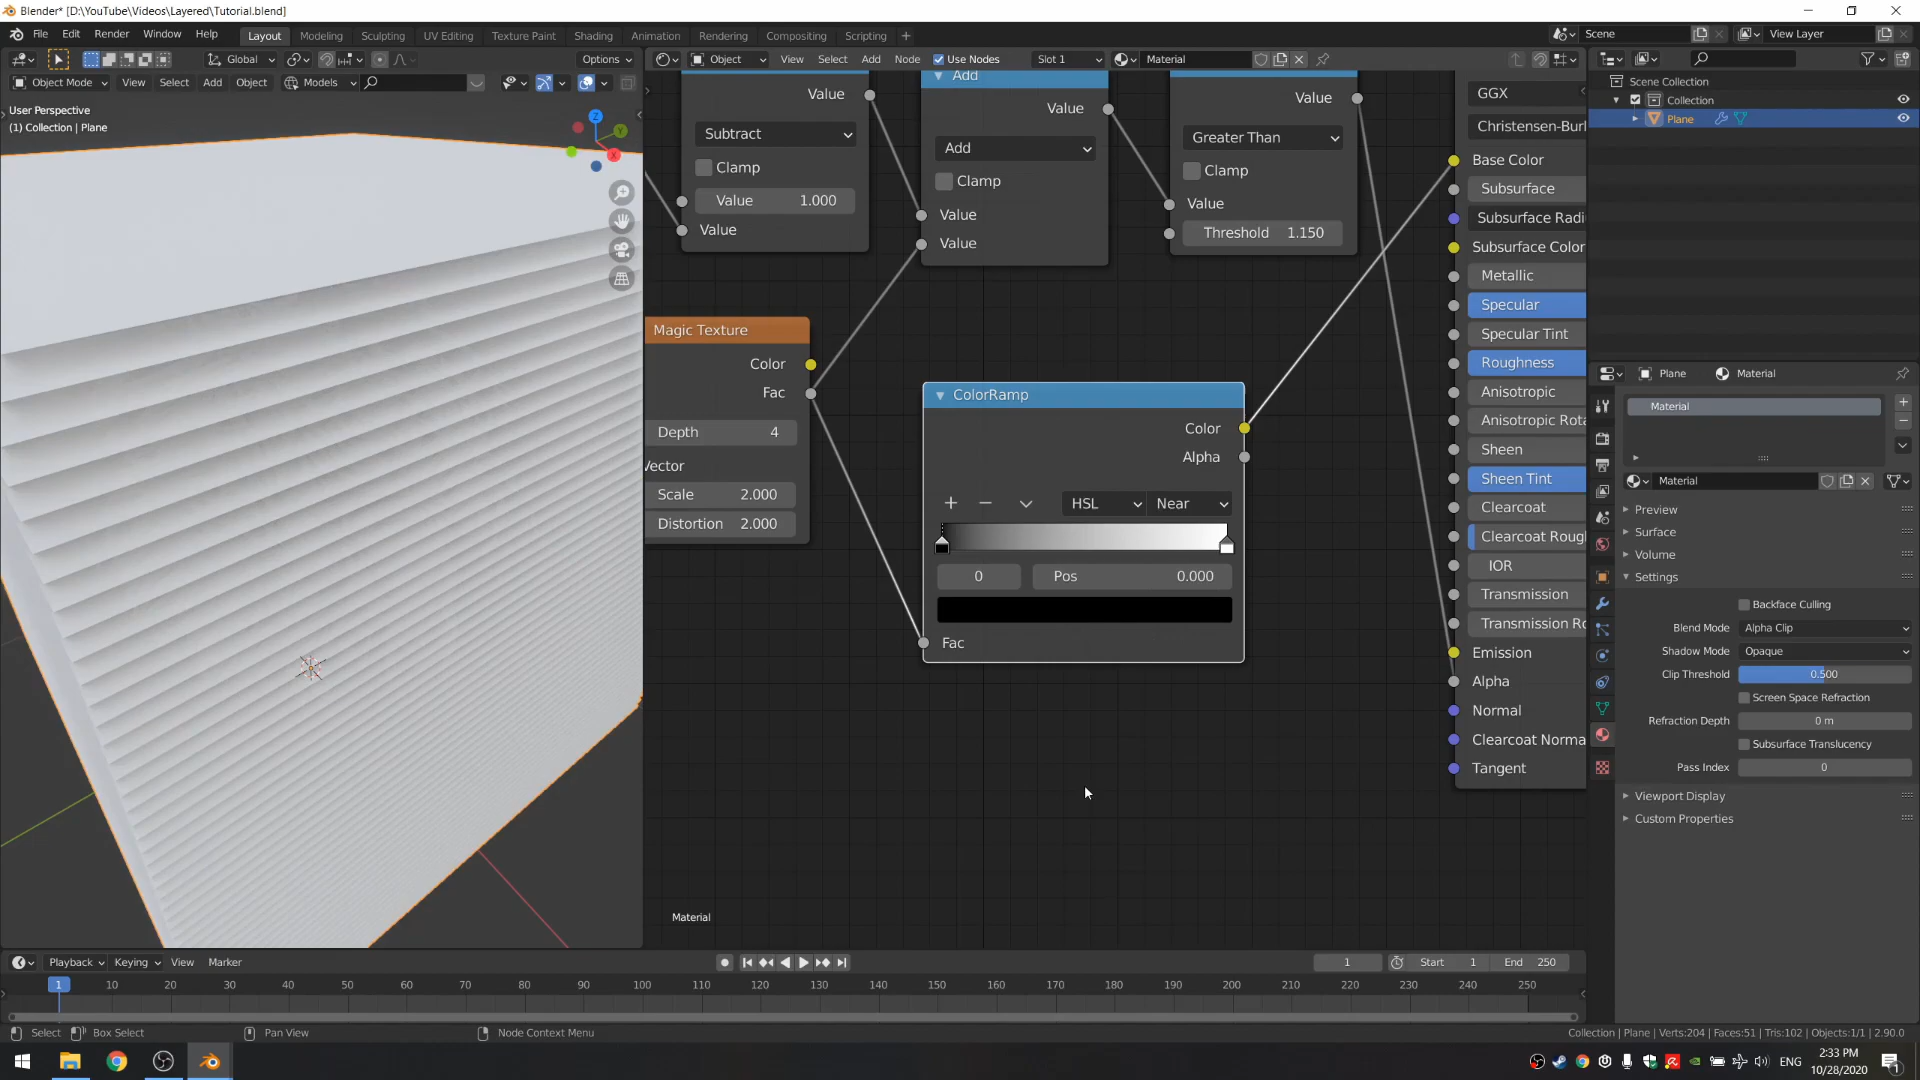 Blender* [D:\YouTube\Videos\Layered\Tutorial.blend]
File Edit Render Window Help Layout Modeling Sculpting UV Editing Texture Paint Shading Animation Rendering Compositing Scripting Scene View Layer
Global Options Object View Select Add Node Use Nodes Slot 1 Material
Object Mode View Select Add Object Models
User Perspective
(1) Collection | Plane
Scene Collection
Collection
Plane
Value
Subtract
Clamp
Value 1.000
Value
Add
Value
Add
Clamp
Value
Value
Value
Greater Than
Clamp
Value
Threshold 1.150
Magic Texture
Color
Fac
Depth 4
Vector
Scale 2.000
Distortion 2.000
ColorRamp
Color
Alpha
HSL Near
0 Pos 0.000
Fac
GGX
Christensen-Burl
Base Color
Subsurface
Subsurface Radi
Subsurface Color
Metallic
Specular
Specular Tint
Roughness
Anisotropic
Anisotropic Rota
Sheen
Sheen Tint
Clearcoat
Clearcoat Roug
IOR
Transmission
Transmission Ro
Emission
Alpha
Normal
Clearcoat Norma
Tangent
Material
Plane Material
Material
Material
Preview
Surface
Volume
Settings
Backface Culling
Blend Mode Alpha Clip
Shadow Mode Opaque
Clip Threshold 0.500
Screen Space Refraction
Refraction Depth 0 m
Subsurface Translucency
Pass Index 0
Viewport Display
Custom Properties
Playback Keying View Marker 1 Start 1 End 250
1 10 20 30 40 50 60 70 80 90 100 110 120 130 140 150 160 170 180 190 200 210 220 230 240 250
Select Box Select Pan View Node Context Menu Collection | Plane | Verts:204 | Faces:51 | Tris:102 | Objects:1/1 | 2.90.0
ENG
2:33 PM
10/28/2020
1